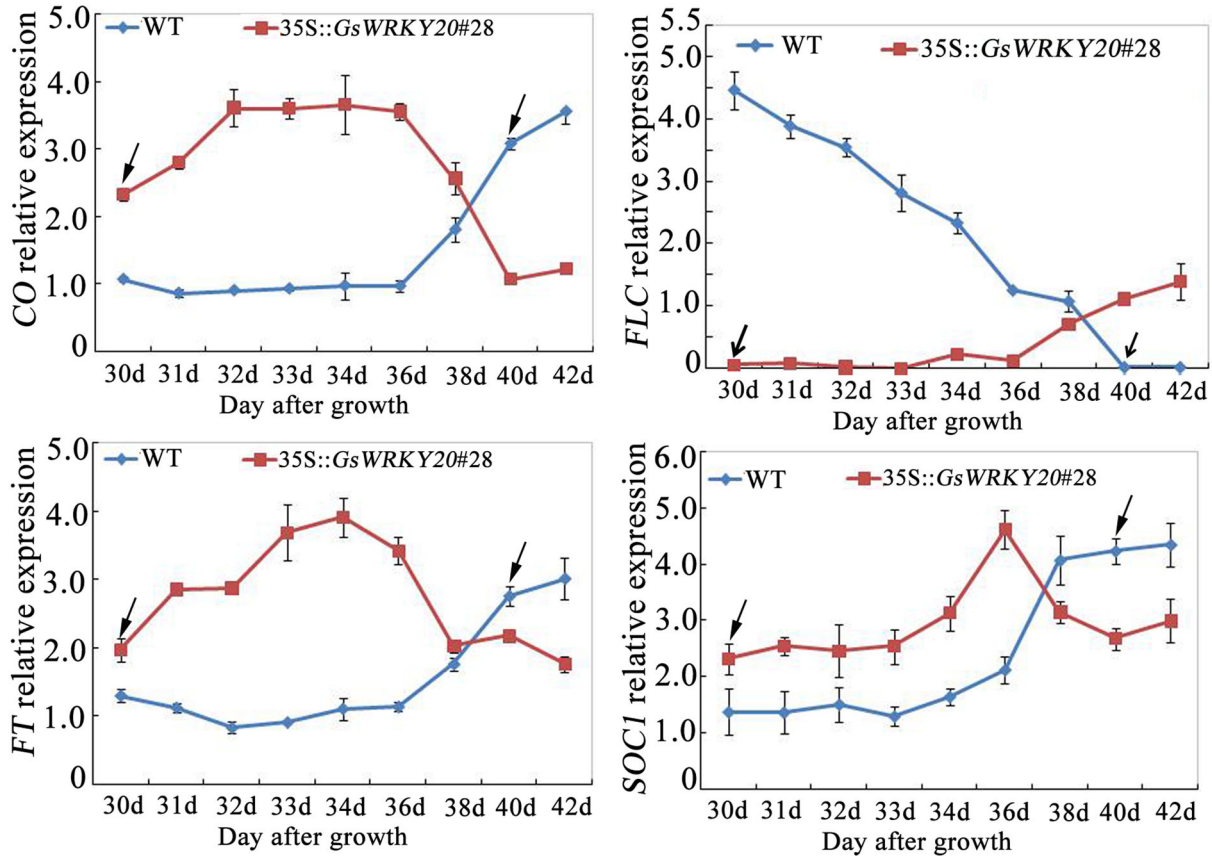 CO relative expression
5.0
4.0
3.0
2.0
1.0
0
WT
35S::GsWRKY20#28
30d 31d 32d 33d 34d 36d 38d 40d 42d
Day after growth
FLC relative expression
5.5
5.0
4.0
3.0
2.0
1.0
0
WT
35S::GsWRKY20#28
30d 31d 32d 33d 34d 36d 38d 40d 42d
Day after growth
FT relative expression
5.0
4.0
3.0
2.0
1.0
0
WT
35S::GsWRKY20#28
30d 31d 32d 33d 34d 36d 38d 40d 42d
Day after growth
SOC1 relative expression
6.0
5.0
4.0
3.0
2.0
1.0
0
WT
35S::GsWRKY20#28
30d 31d 32d 33d 34d 36d 38d 40d 42d
Day after growth